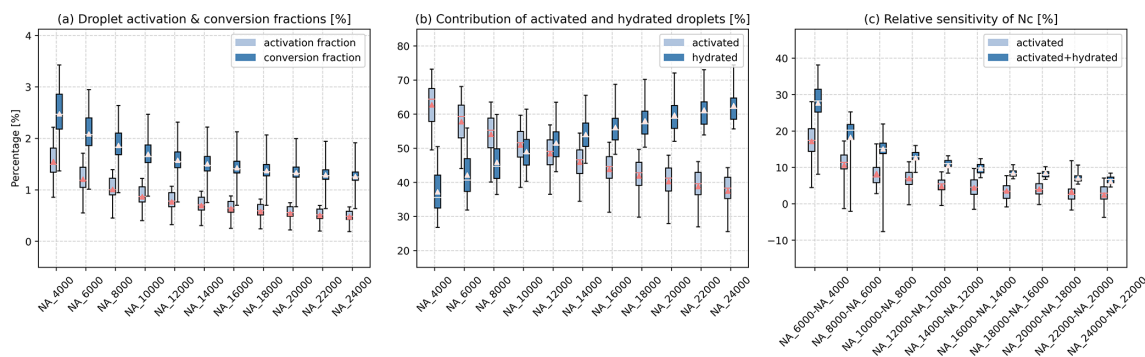 (a) Droplet activation & conversion fractions [%]
activation fraction
conversion fraction
Percentage [%]
4
3
2
1
0
NA_4000
NA_6000
NA_8000
NA_10000
NA_12000
NA_14000
NA_16000
NA_18000
NA_20000
NA_22000
NA_24000
(b) Contribution of activated and hydrated droplets [%]
activated
hydrated
80
70
60
50
40
30
20
NA_4000
NA_6000
NA_8000
NA_10000
NA_12000
NA_14000
NA_16000
NA_18000
NA_20000
NA_22000
NA_24000
(c) Relative sensitivity of Nc [%]
activated
activated+hydrated
40
30
20
10
0
−10
NA_6000-NA_4000
NA_8000-NA_6000
NA_10000-NA_8000
NA_12000-NA_10000
NA_14000-NA_12000
NA_16000-NA_14000
NA_18000-NA_16000
NA_20000-NA_18000
NA_22000-NA_20000
NA_24000-NA_22000